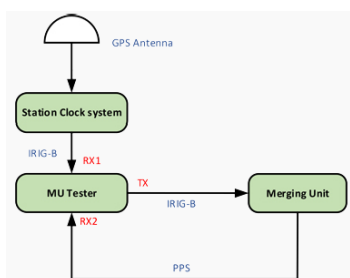 GPS Antenna
Station Clock system
IRIG-B
RX1
MU Tester
TX
IRIG-B
Merging Unit
RX2
PPS